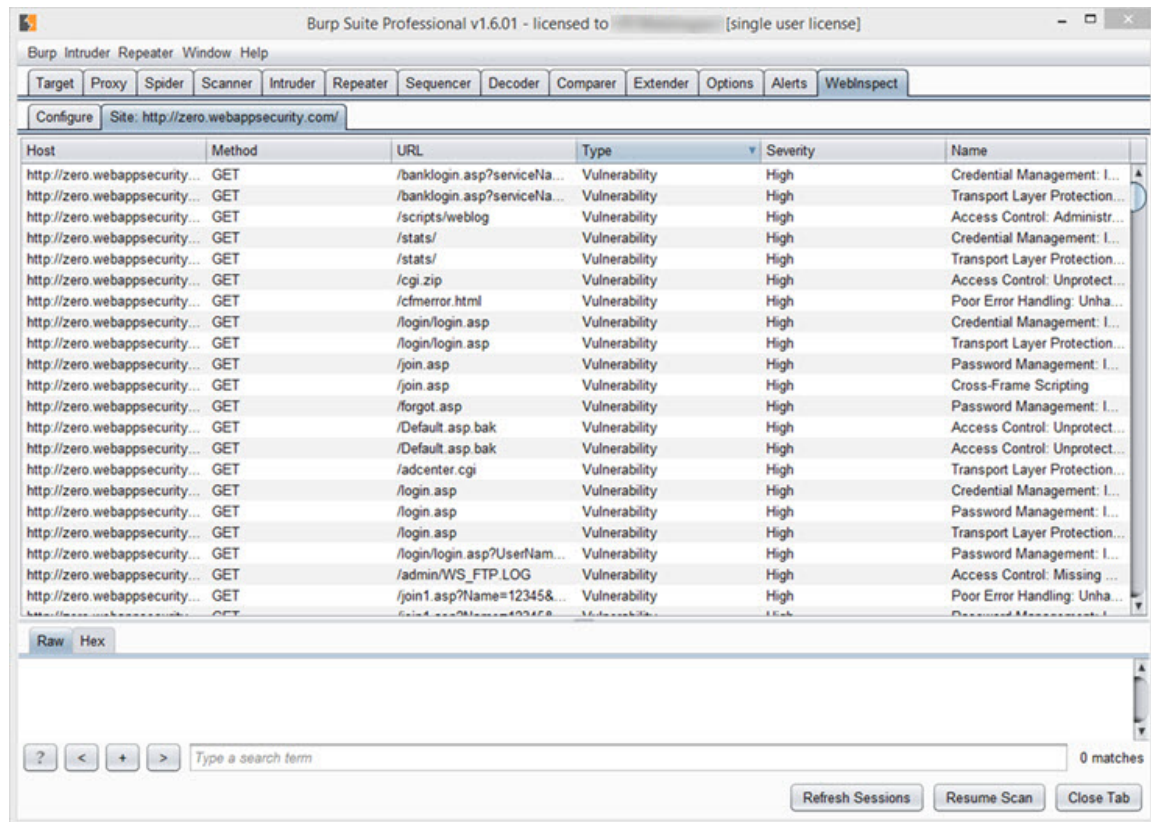 Burp Suite Professional v1.6.01 - licensed to [single user license]
Burp Intruder Repeater Window Help
Target Proxy Spider Scanner Intruder Repeater Sequencer Decoder Comparer Extender Options Alerts WebInspect
Configure Site: http://zero.webappsecurity.com/
Host Method URL Type Severity Name
http://zero.webappsecurity... GET /banklogin.asp?serviceNa... Vulnerability High Credential Management: I...
http://zero.webappsecurity... GET /banklogin.asp?serviceNa... Vulnerability High Transport Layer Protection...
http://zero.webappsecurity... GET /scripts/weblog Vulnerability High Access Control: Administr...
http://zero.webappsecurity... GET /stats/ Vulnerability High Credential Management: I...
http://zero.webappsecurity... GET /stats/ Vulnerability High Transport Layer Protection...
http://zero.webappsecurity... GET /cgi.zip Vulnerability High Access Control: Unprotect...
http://zero.webappsecurity... GET /cfmerror.html Vulnerability High Poor Error Handling: Unha...
http://zero.webappsecurity... GET /login/login.asp Vulnerability High Credential Management: I...
http://zero.webappsecurity... GET /login/login.asp Vulnerability High Transport Layer Protection...
http://zero.webappsecurity... GET /join.asp Vulnerability High Password Management: I...
http://zero.webappsecurity... GET /join.asp Vulnerability High Cross-Frame Scripting
http://zero.webappsecurity... GET /forgot.asp Vulnerability High Password Management: I...
http://zero.webappsecurity... GET /Default.asp.bak Vulnerability High Access Control: Unprotect...
http://zero.webappsecurity... GET /Default.asp.bak Vulnerability High Access Control: Unprotect...
http://zero.webappsecurity... GET /adcenter.cgi Vulnerability High Transport Layer Protection...
http://zero.webappsecurity... GET /login.asp Vulnerability High Credential Management: I...
http://zero.webappsecurity... GET /login.asp Vulnerability High Password Management: I...
http://zero.webappsecurity... GET /login.asp Vulnerability High Transport Layer Protection...
http://zero.webappsecurity... GET /login/login.asp?UserNam... Vulnerability High Password Management: I...
http://zero.webappsecurity... GET /admin/WS_FTP.LOG Vulnerability High Access Control: Missing ...
http://zero.webappsecurity... GET /join1.asp?Name=12345&... Vulnerability High Poor Error Handling: Unha...
Raw Hex
? < + > Type a search term 0 matches
Refresh Sessions Resume Scan Close Tab